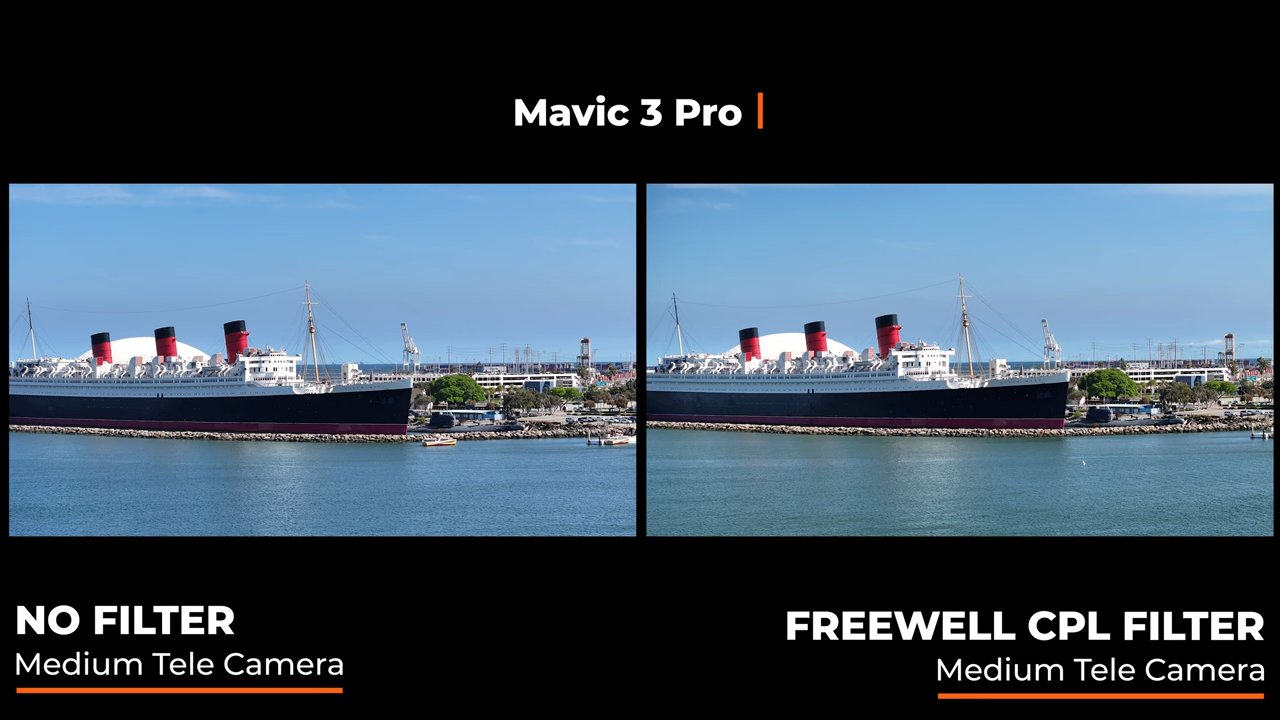 Mavic 3 Pro
NO FILTER
Medium Tele Camera
FREEWELL CPL FILTER
Medium Tele Camera